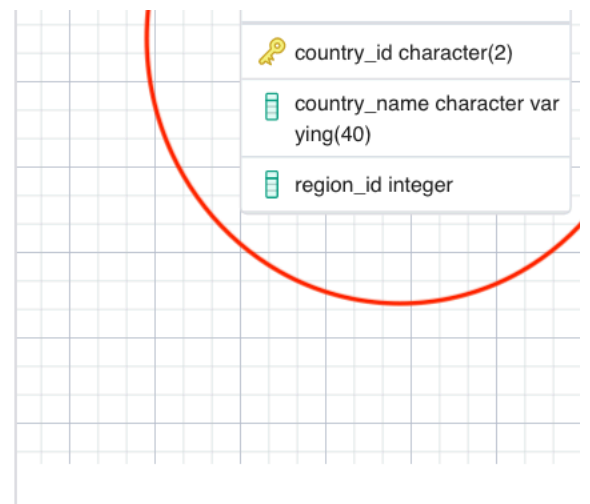 country_id character(2)
country_name character var
ying(40)
region_id integer